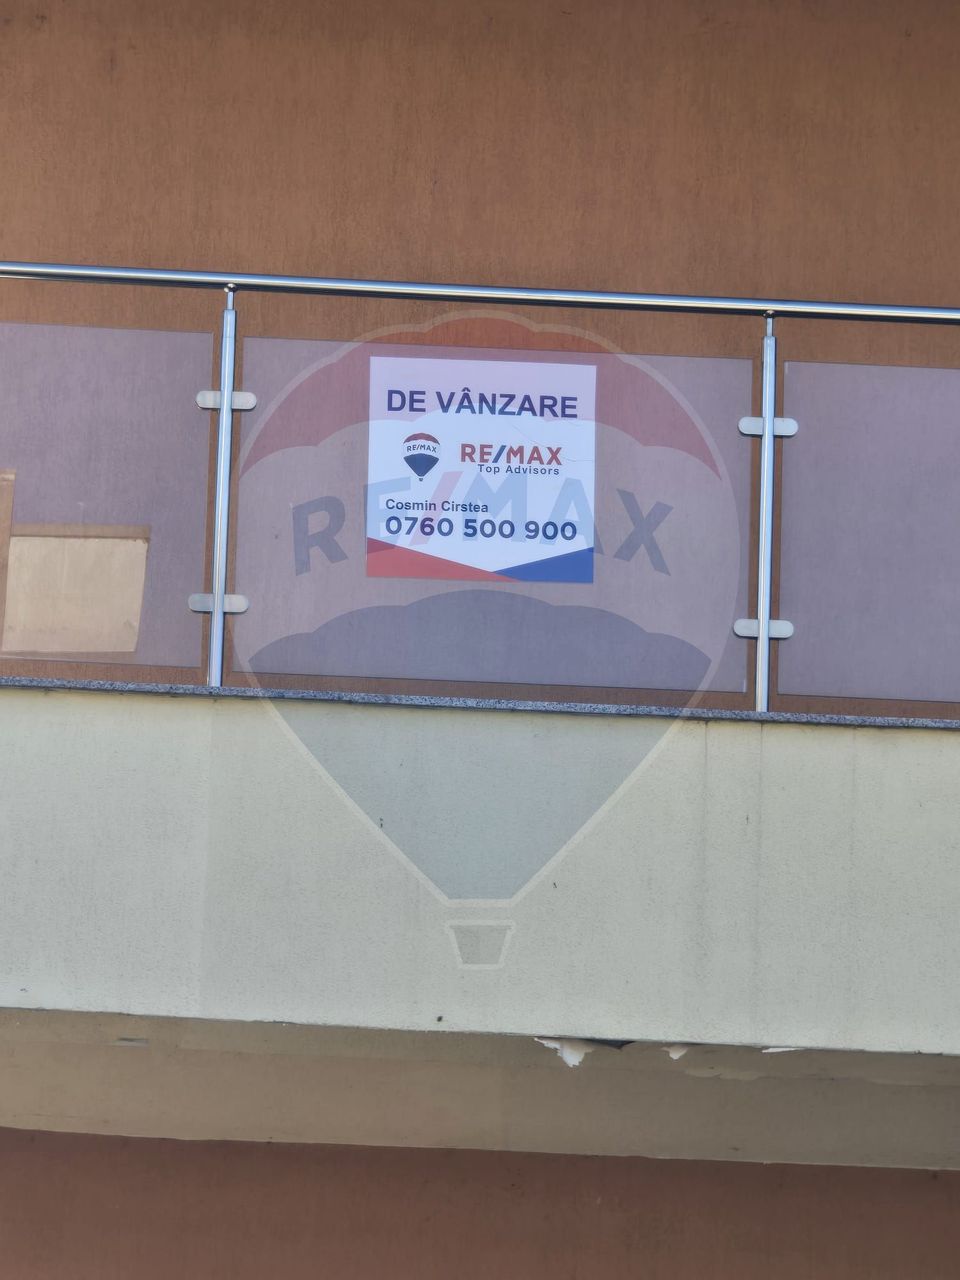 DE VÂNZARE
RE/MAX
RE/MAX
Top Advisors
Cosmin Cirstea
0760 500 900
RE/MAX